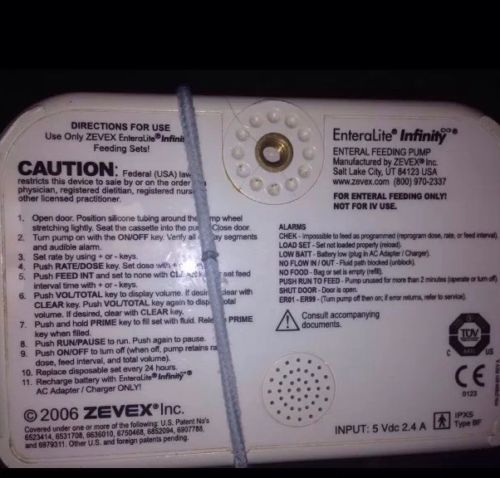 DIRECTIONS FOR USE
Use Only ZEVEX EnteraLite® Infini
Feeding Sets!
CAUTION: Federal (USA) law
restricts this device to sale by or on the order
physician, registered dietitian, registered nurs
other licensed practitioner.
1. Open door. Position silicone tubing around wheel
stretching lightly. Seat the cassette into the Close door.
2. Turn pump on with the ON/OFF key. Verify all segments
and audible alarm.
3. Set rate by using + or - keys.
4. Push RATE/DOSE key. Set dose with +
5. Push FEED INT and set to none with set feed
interval time with + or - keys.
6. Push VOL/TOTAL key to display volume. If desired clear with
CLEAR key. Push VOL/TOTAL key again to total
volume. If desired, clear with CLEAR key.
7. Push and hold PRIME key to fill set with fluid. PRIME
key when filled.
8. Push RUN/PAUSE to run. Push again to pause.
9. Push ON/OFF to turn off (when off, pump retains
dose, feed interval, and total volume).
10. Replace disposable set every 24 hours.
11. Recharge battery with EnteraLite® Infinity®
AC Adapter / Charger ONLY!
© 2006 ZEVEX® Inc.
Covered under one or more of the following: U.S. Patent No's
6523414, 6531708, 6636010, 6750468, 6852094, 6907788,
and 6979311. Other U.S. and foreign patents pending.
EnteraLite® Infinity®
ENTERAL FEEDING PUMP
Manufactured by ZEVEX® Inc.
Salt Lake City, UT 84123 USA
www.zevex.com (800) 970-2337
FOR ENTERAL FEEDING ONLY!
NOT FOR IV USE.
ALARMS
CHEK - Impossible to feed as programmed (reprogram dose, rate, or feed interval).
LOAD SET - Set not loaded properly (reload).
LOW BATT - Battery low (plug in AC Adapter / Charger).
NO FLOW IN / OUT - Fluid path blocked (unblock).
NO FOOD - Bag or set is empty (refill).
PUSH RUN TO FEED - Pump unused for more than 2 minutes (operate or turn off).
SHUT DOOR - Door is open.
ER01 - ER99 - (Turn pump off then on; if error returns, refer to service).
Consult accompanying
documents.
TÜV
C US
CE
0123
INPUT: 5 Vdc 2.4 A
IPX5
Type BF